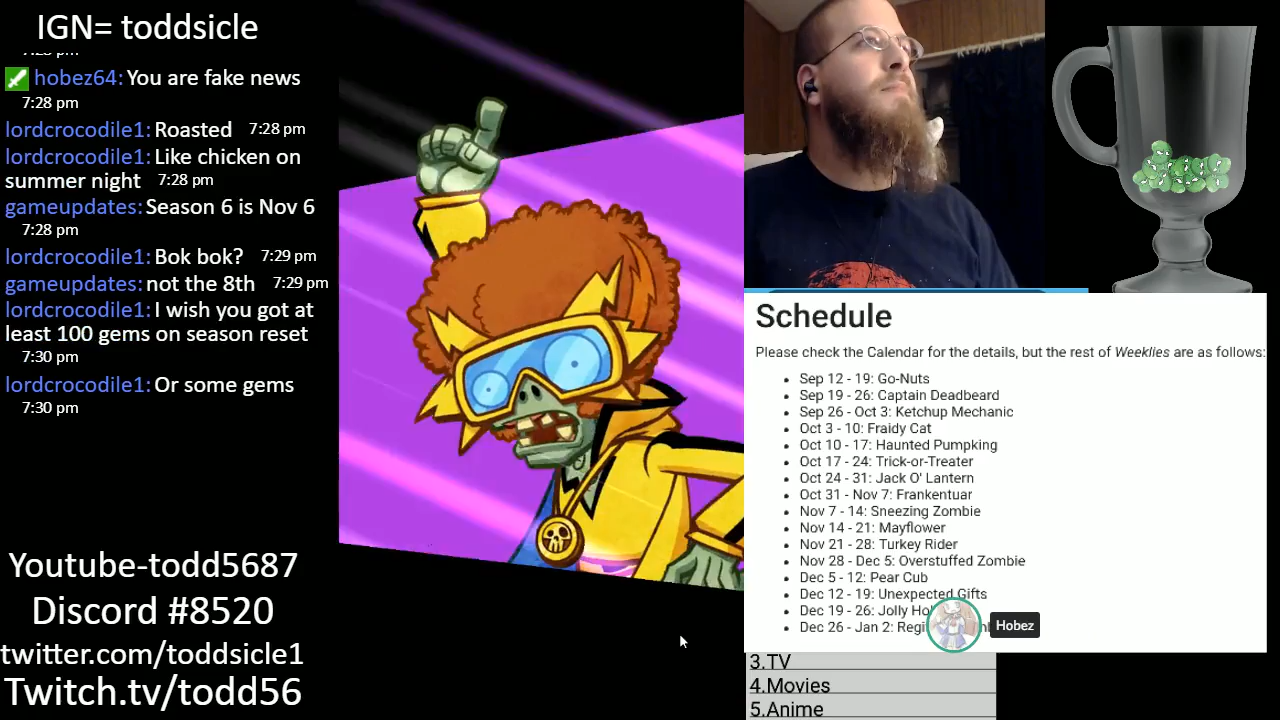 IGN= toddsicle
hobez64: You are fake news
7:28 pm
lordcrocodile1: Roasted 7:28 pm
lordcrocodile1: Like chicken on
summer night 7:28 pm
gameupdates: Season 6 is Nov 6
7:28 pm
lordcrocodile1: Bok bok? 7:29 pm
gameupdates: not the 8th 7:29 pm
lordcrocodile1: I wish you got at
least 100 gems on season reset
7:30 pm
lordcrocodile1: Or some gems
7:30 pm
Youtube-todd5687
Discord #8520
twitter.com/toddsicle1
Twitch.tv/todd56
Schedule
Please check the Calendar for the details, but the rest of Weeklies are as follows:
Sep 12 - 19: Go-Nuts
Sep 19 - 26: Captain Deadbeard
Sep 26 - Oct 3: Ketchup Mechanic
Oct 3 - 10: Fraidy Cat
Oct 10 - 17: Haunted Pumpking
Oct 17 - 24: Trick-or-Treater
Oct 24 - 31: Jack O' Lantern
Oct 31 - Nov 7: Frankentuar
Nov 7 - 14: Sneezing Zombie
Nov 14 - 21: Mayflower
Nov 21 - 28: Turkey Rider
Nov 28 - Dec 5: Overstuffed Zombie
Dec 5 - 12: Pear Cub
Dec 12 - 19: Unexpected Gifts
Dec 19 - 26: Jolly
Dec 26 - Jan 2:
Hobez
3.TV
4.Movies
5.Anime